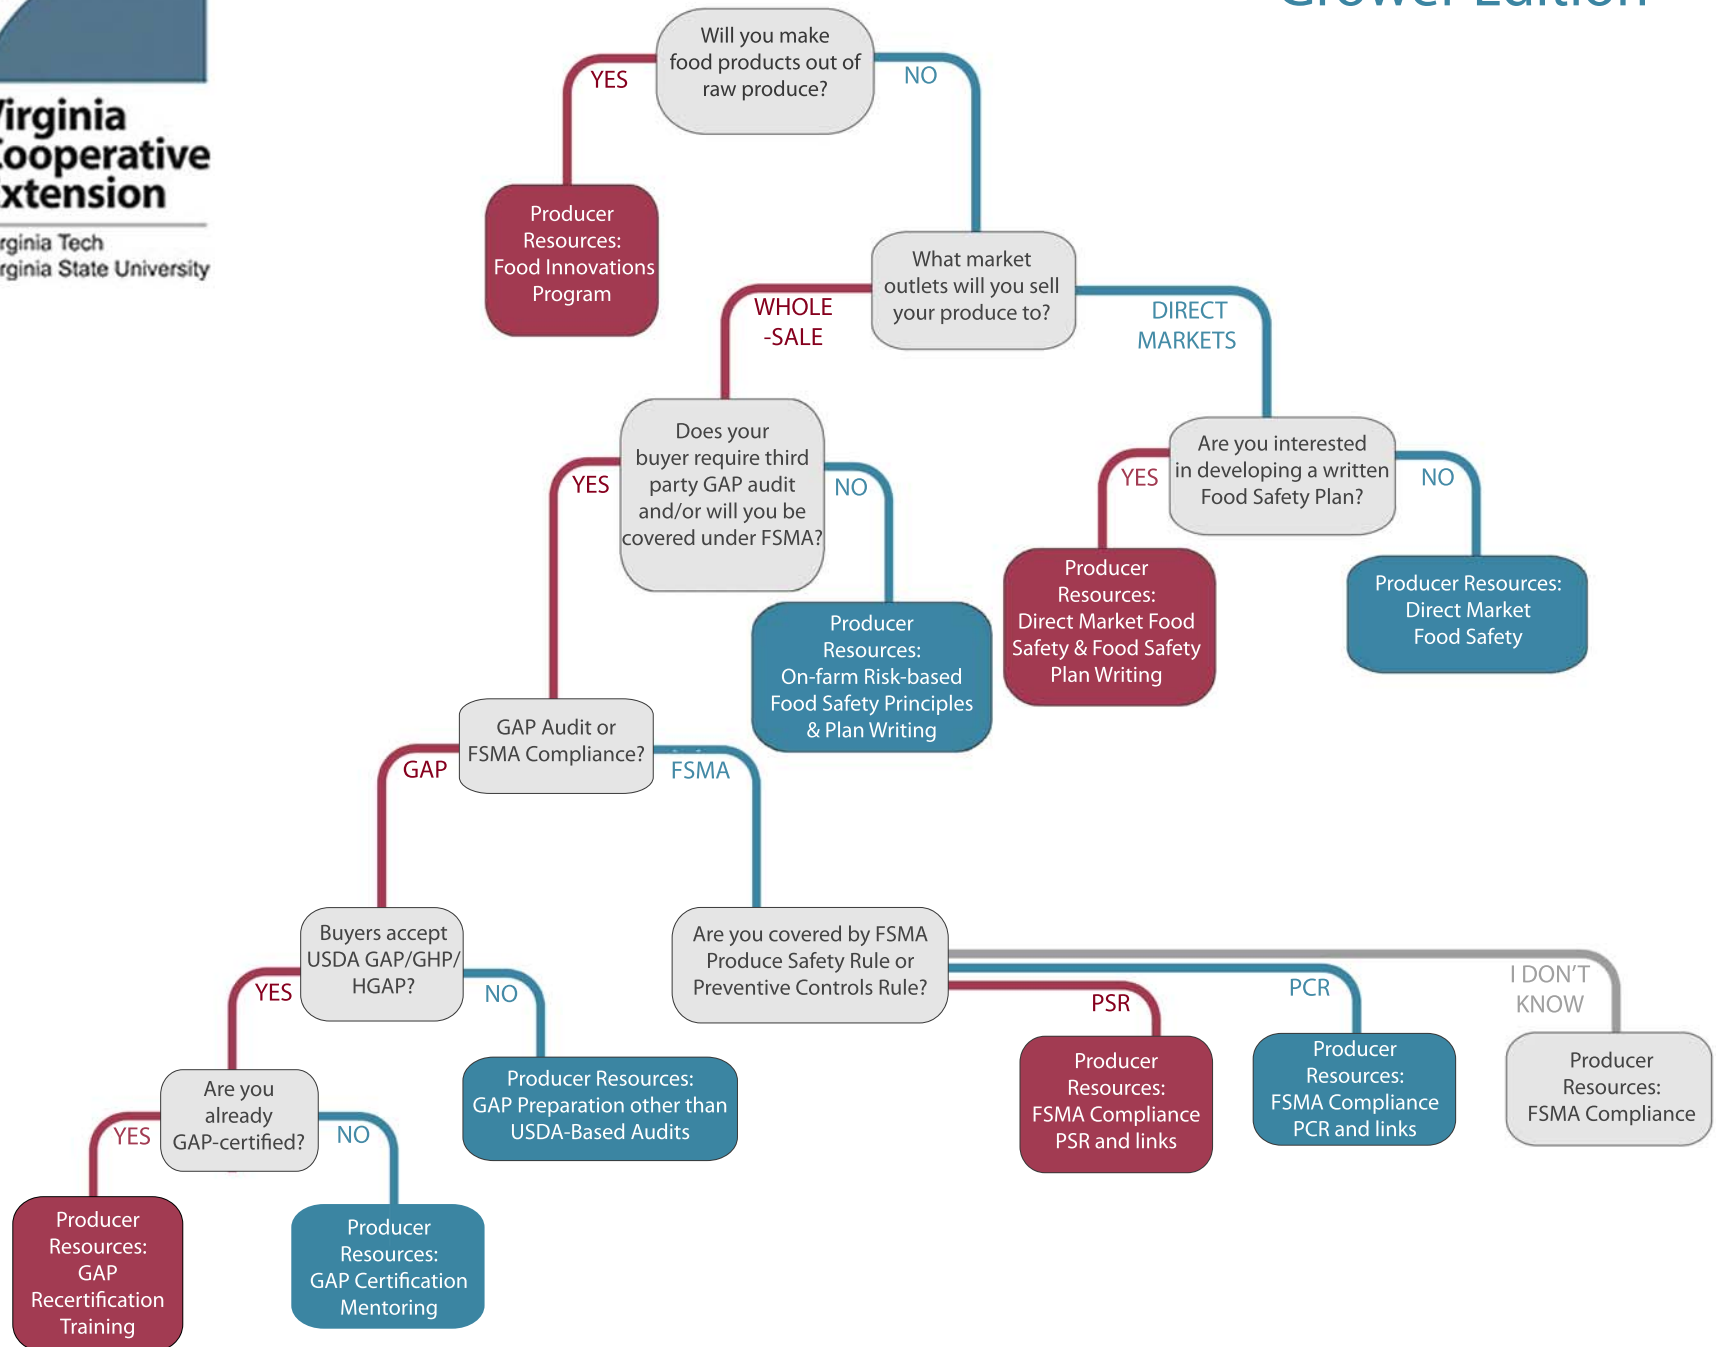 Grower Edition
Virginia
Cooperative
Extension
Virginia Tech
Virginia State University
Will you make
food products out of
raw produce?
YES
NO
Producer
Resources:
Food Innovations
Program
What market
outlets will you sell
your produce to?
WHOLE
-SALE
DIRECT
MARKETS
Does your
buyer require third
party GAP audit
and/or will you be
covered under FSMA?
YES
NO
Are you interested
in developing a written
Food Safety Plan?
YES
NO
Producer
Resources:
Direct Market Food
Safety & Food Safety
Plan Writing
Producer Resources:
Direct Market
Food Safety
Producer
Resources:
On-farm Risk-based
Food Safety Principles
& Plan Writing
GAP Audit or
FSMA Compliance?
GAP
FSMA
Buyers accept
USDA GAP/GHP/
HGAP?
YES
NO
Are you covered by FSMA
Produce Safety Rule or
Preventive Controls Rule?
PSR
PCR
I DON'T
KNOW
Producer
Resources:
FSMA Compliance
PSR and links
Producer
Resources:
FSMA Compliance
PCR and links
Producer
Resources:
FSMA Compliance
Are you
already
GAP-certified?
YES
NO
Producer Resources:
GAP Preparation other than
USDA-Based Audits
Producer
Resources:
GAP
Recertification
Training
Producer
Resources:
GAP Certification
Mentoring